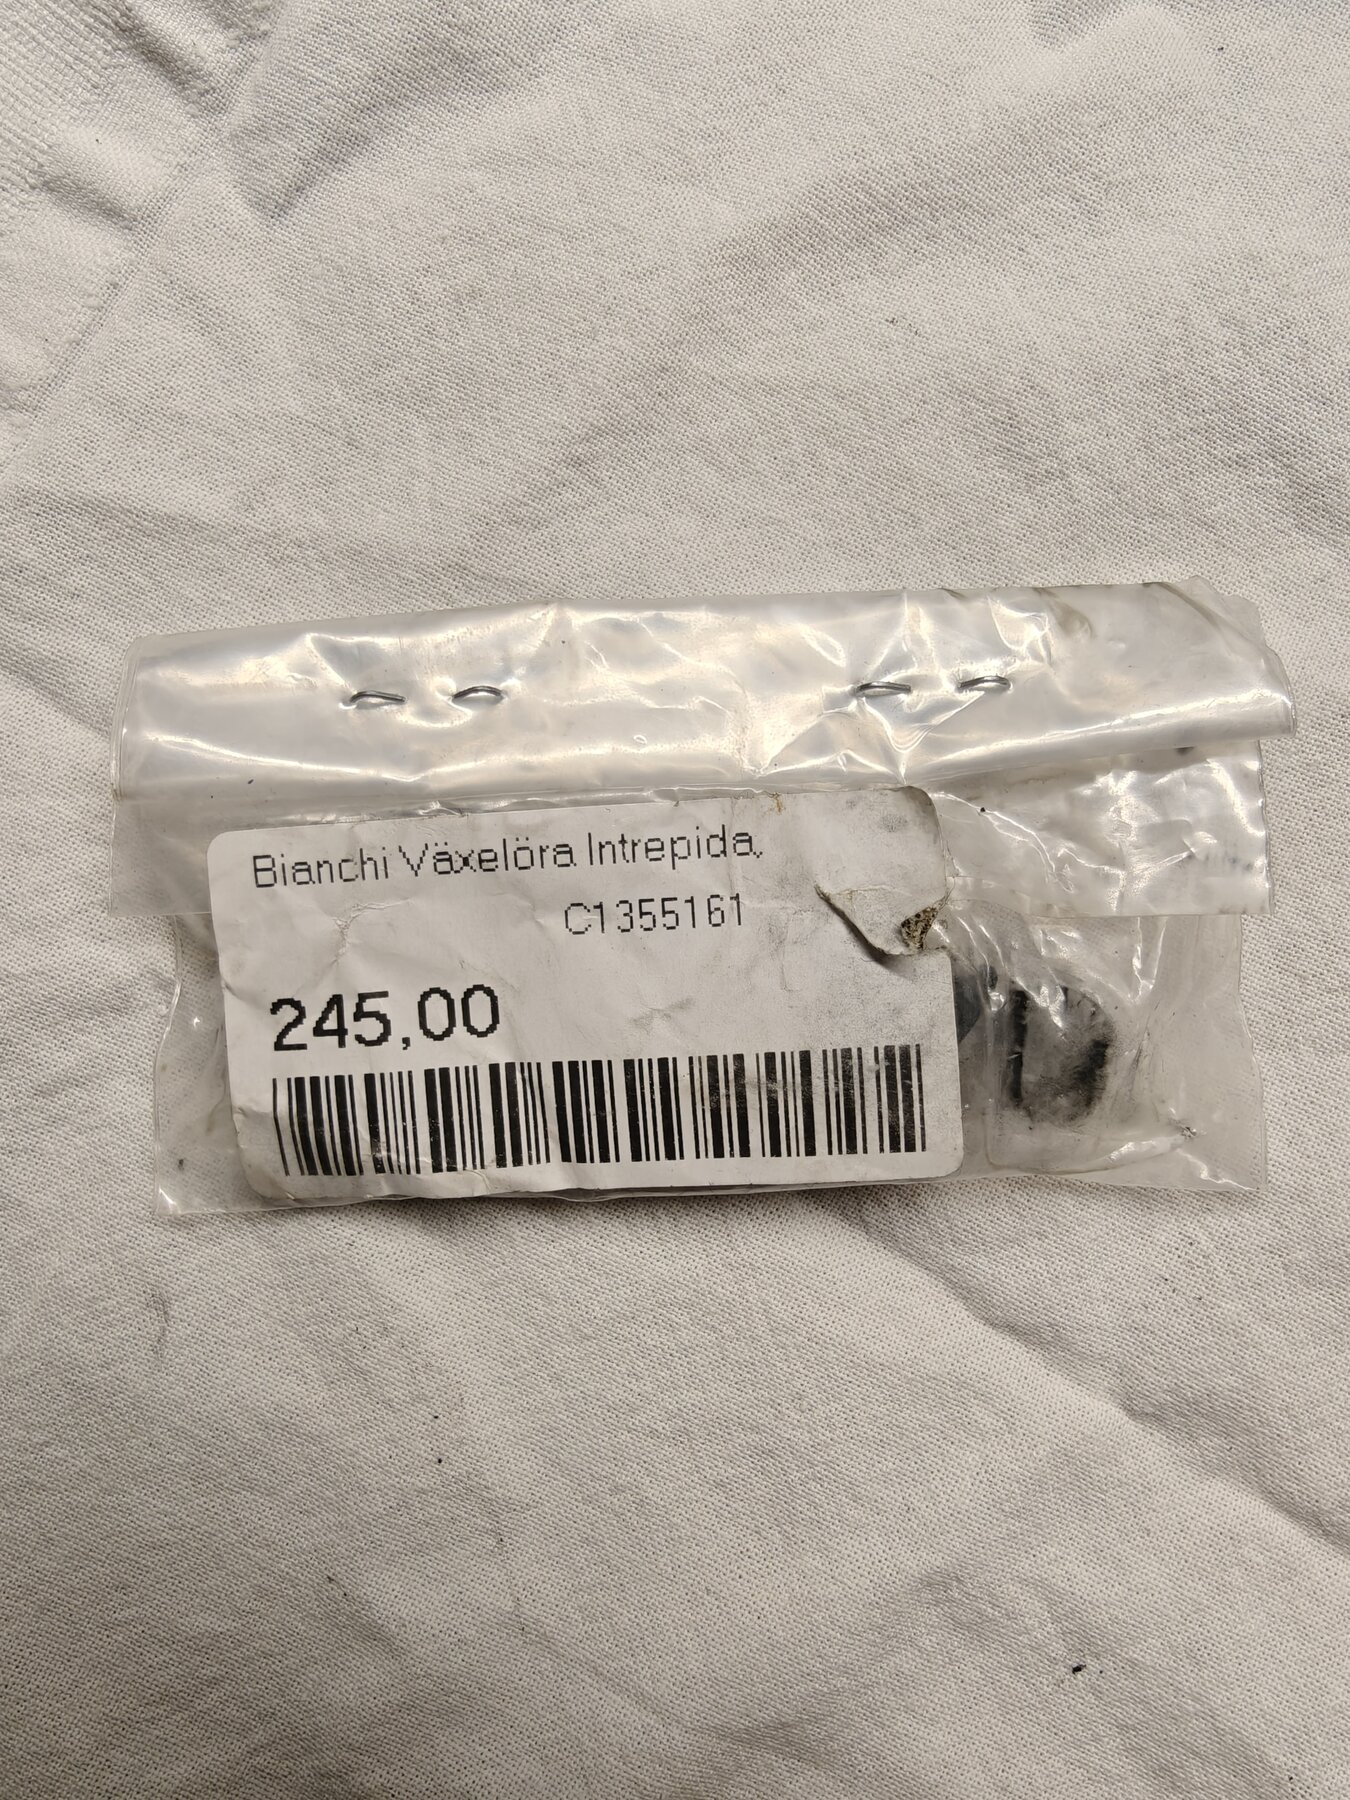 Bianchi Växelöra Intrepida,
C1355161
245,00